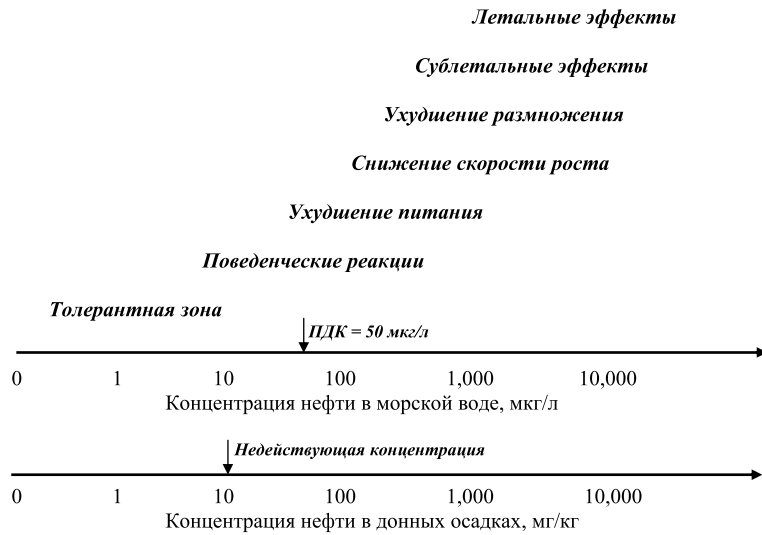 Летальные эффекты
Сублетальные эффекты
Ухудшение размножения
Снижение скорости роста
Ухудшение питания
Поведенческие реакции
Толерантная зона
ПДК = 50 мкг/л
0 1 10 100 1,000 10,000
Концентрация нефти в морской воде, мкг/л
Недействующая концентрация
0 1 10 100 1,000 10,000
Концентрация нефти в донных осадках, мг/кг